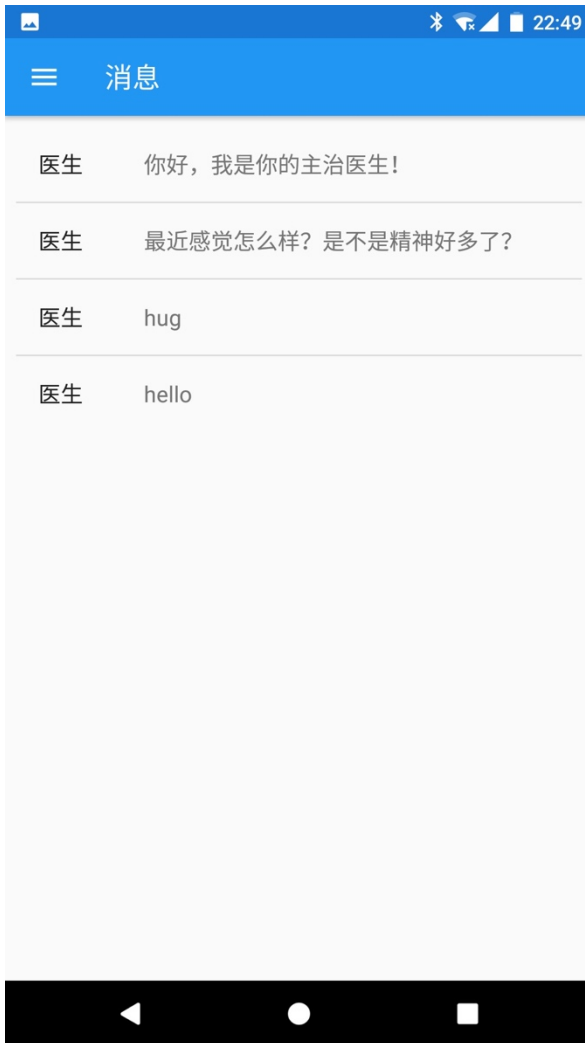 22:49
消息
医生 你好，我是你的主治医生！
医生 最近感觉怎么样？是不是精神好多了？
医生 hug
医生 hello